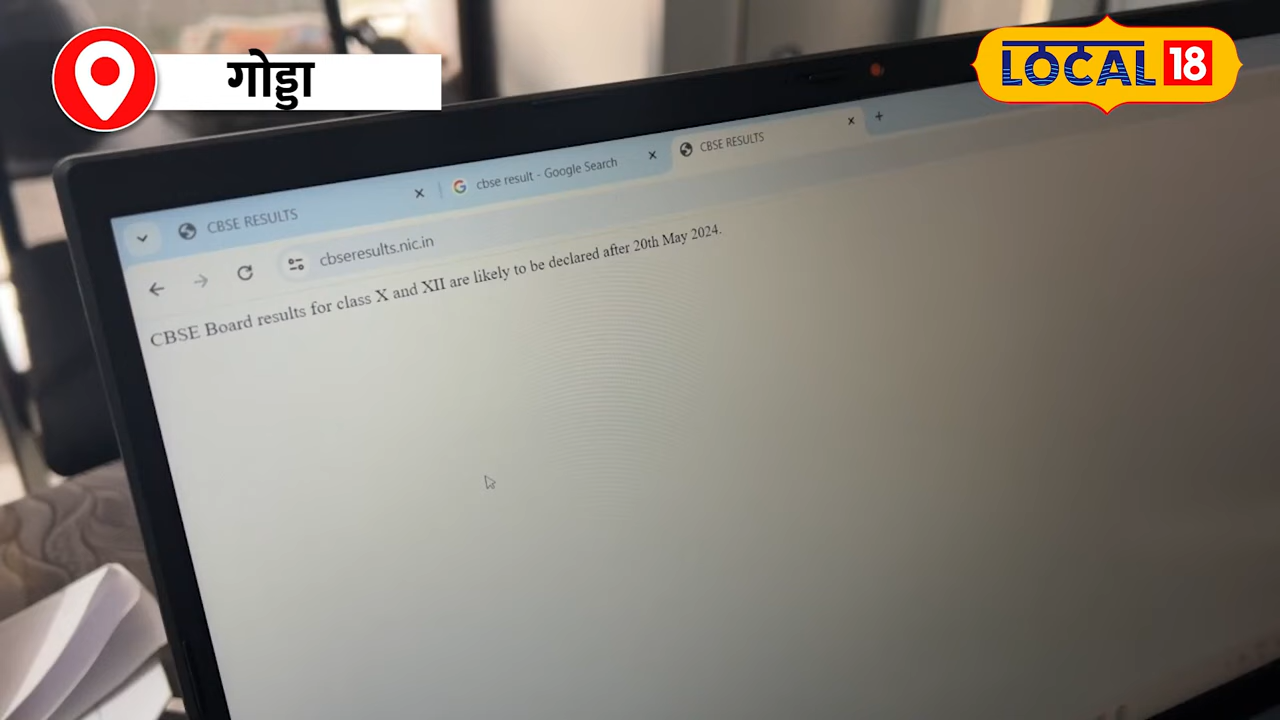 गोड्डा
LOCAL 18
CBSE RESULTS
cbse result - Google Search
CBSE RESULTS
cbseresults.nic.in
CBSE Board results for class X and XII are likely to be declared after 20th May 2024.